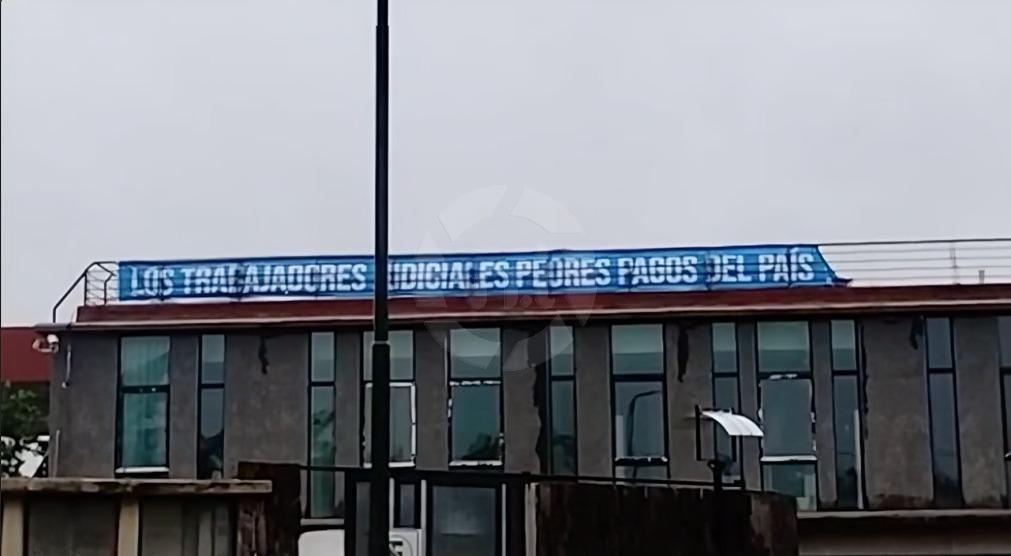 LOS TRABAJADORES JUDICIALES PEORES PAGOS DEL PAÍS